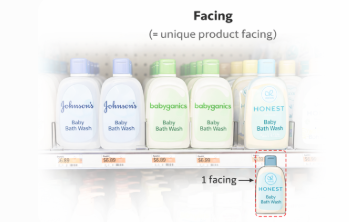 Facing
(= unique product facing)
Johnson's
Baby
Bath Wash
Johnson's
Baby
Bath Wash
babyganics
Baby
Bath Wash
babyganics
Baby
Bath Wash
HONEST
Baby
Bath Wash
1 facing
HONEST
Baby
Bath Wash